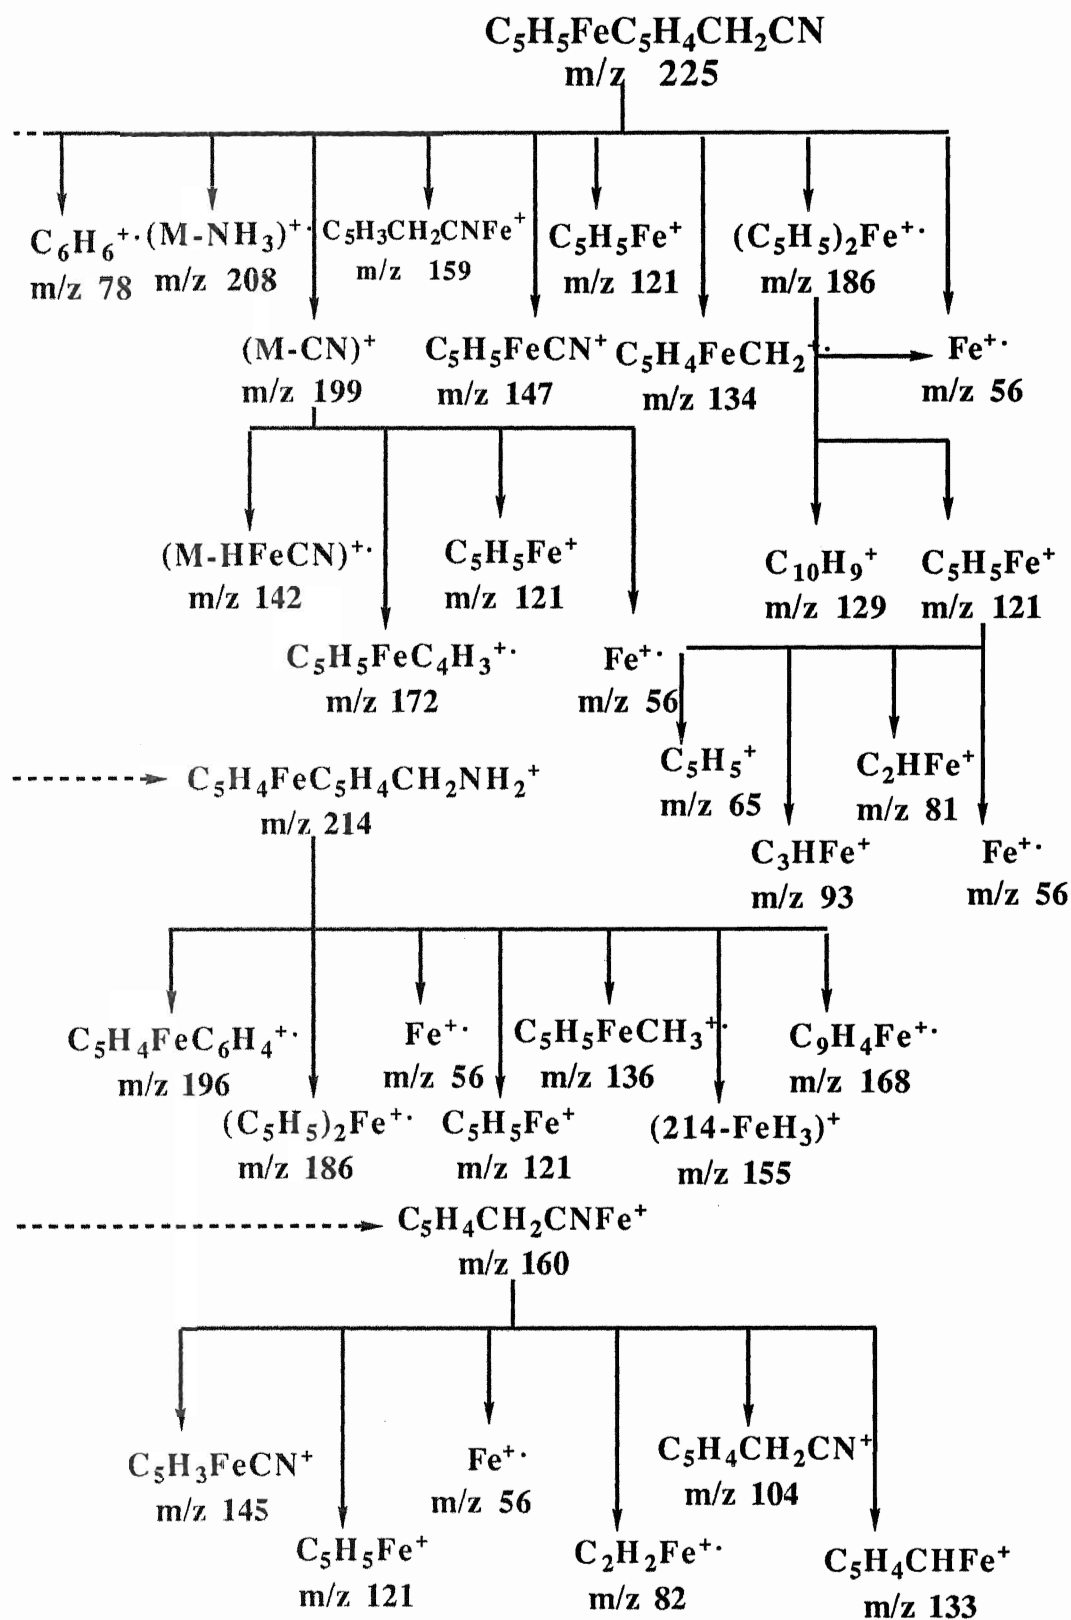 C₅H₅FeC₅H₄CH₂CN
m/z 225
C₆H₆⁺· (M-NH₃)⁺· C₅H₃CH₂CNFe⁺ C₅H₅Fe⁺ (C₅H₅)₂Fe⁺·
m/z 78 m/z 208 m/z 159 m/z 121 m/z 186
(M-CN)⁺ C₅H₅FeCN⁺ C₅H₄FeCH₂⁺· Fe⁺·
m/z 199 m/z 147 m/z 134 m/z 56
(M-HFeCN)⁺· C₅H₅Fe⁺ C₁₀H₉⁺ C₅H₅Fe⁺
m/z 142 m/z 121 m/z 129 m/z 121
C₅H₅FeC₄H₃⁺· Fe⁺·
m/z 172 m/z 56
C₅H₄FeC₅H₄CH₂NH₂⁺ C₅H₅⁺ C₂HFe⁺
m/z 214 m/z 65 m/z 81
C₃HFe⁺ Fe⁺·
m/z 93 m/z 56
C₅H₄FeC₆H₄⁺· Fe⁺· C₅H₅FeCH₃⁺· C₉H₄Fe⁺·
m/z 196 m/z 56 m/z 136 m/z 168
(C₅H₅)₂Fe⁺· C₅H₅Fe⁺ (214-FeH₃)⁺
m/z 186 m/z 121 m/z 155
C₅H₄CH₂CNFe⁺
m/z 160
C₅H₃FeCN⁺ Fe⁺· C₅H₄CH₂CN⁺
m/z 145 m/z 56 m/z 104
C₅H₅Fe⁺ C₂H₂Fe⁺· C₅H₄CHFe⁺
m/z 121 m/z 82 m/z 133